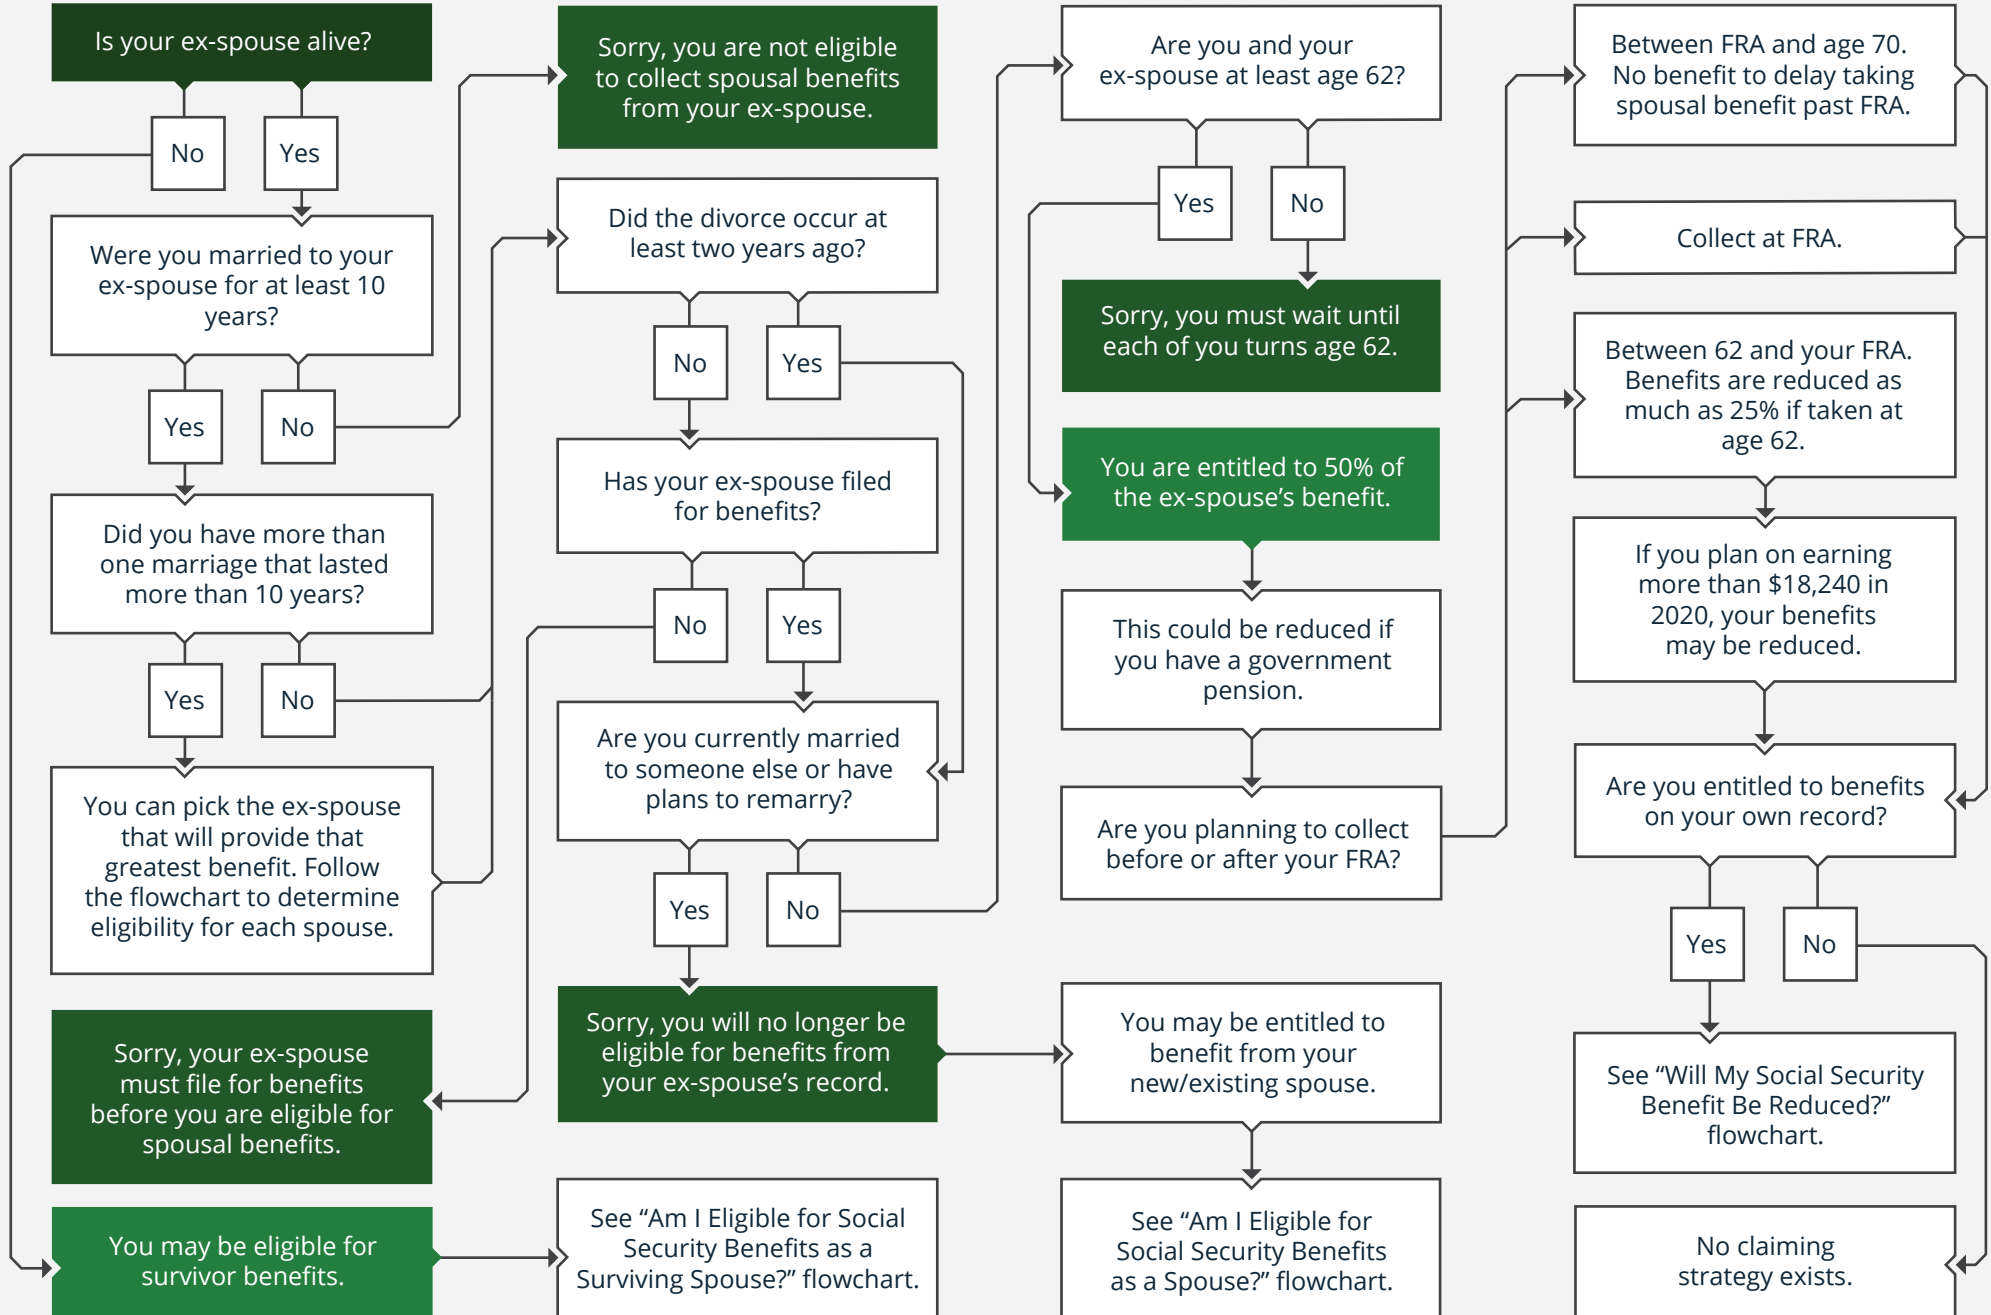 Is your ex-spouse alive?
No
Yes
Were you married to your
ex-spouse for at least 10
years?
Yes
No
Did you have more than
one marriage that lasted
more than 10 years?
Yes
No
You can pick the ex-spouse
that will provide that
greatest benefit. Follow
the flowchart to determine
eligibility for each spouse.
Sorry, your ex-spouse
must file for benefits
before you are eligible for
spousal benefits.
You may be eligible for
survivor benefits.
Sorry, you are not eligible
to collect spousal benefits
from your ex-spouse.
Did the divorce occur at
least two years ago?
No
Yes
Has your ex-spouse filed
for benefits?
No
Yes
Are you currently married
to someone else or have
plans to remarry?
Yes
No
Sorry, you will no longer be
eligible for benefits from
your ex-spouse’s record.
See “Am I Eligible for Social
Security Benefits as a
Surviving Spouse?” flowchart.
Are you and your
ex-spouse at least age 62?
Yes
No
Sorry, you must wait until
each of you turns age 62.
You are entitled to 50% of
the ex-spouse’s benefit.
This could be reduced if
you have a government
pension.
Are you planning to collect
before or after your FRA?
You may be entitled to
benefit from your
new/existing spouse.
See “Am I Eligible for
Social Security Benefits
as a Spouse?” flowchart.
Between FRA and age 70.
No benefit to delay taking
spousal benefit past FRA.
Collect at FRA.
Between 62 and your FRA.
Benefits are reduced as
much as 25% if taken at
age 62.
If you plan on earning
more than $18,240 in
2020, your benefits
may be reduced.
Are you entitled to benefits
on your own record?
Yes
No
See “Will My Social Security
Benefit Be Reduced?”
flowchart.
No claiming
strategy exists.